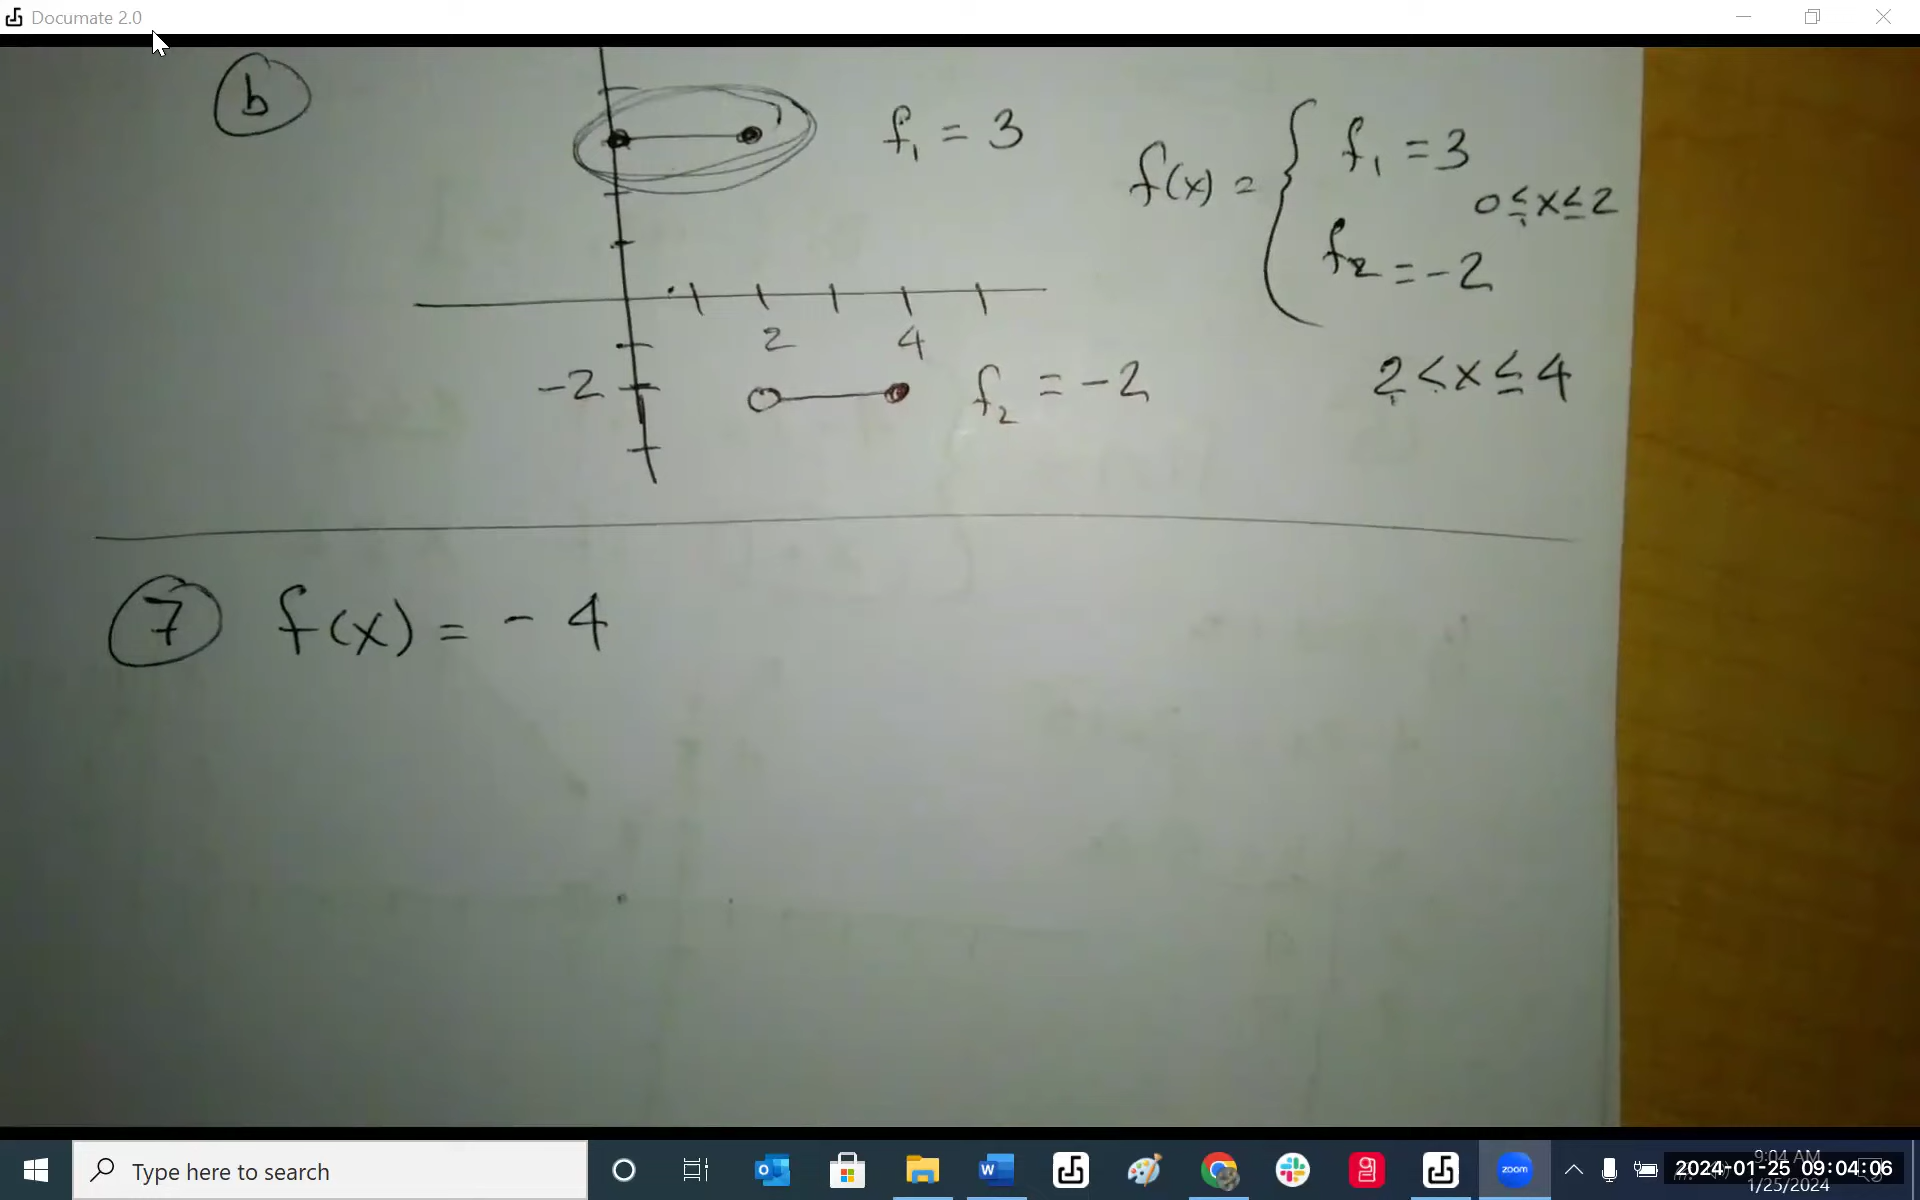 Documate 2.0
b
f₁ = 3
f(x) = { f₁ = 3
0 ≤ x ≤ 2
f₂ = -2
2 4
-2
f₂ = -2
2 < x ≤ 4
7 f(x) = - 4
Type here to search
9:04 AM
2024-01-25 09:04:06
1/25/2024
zoom